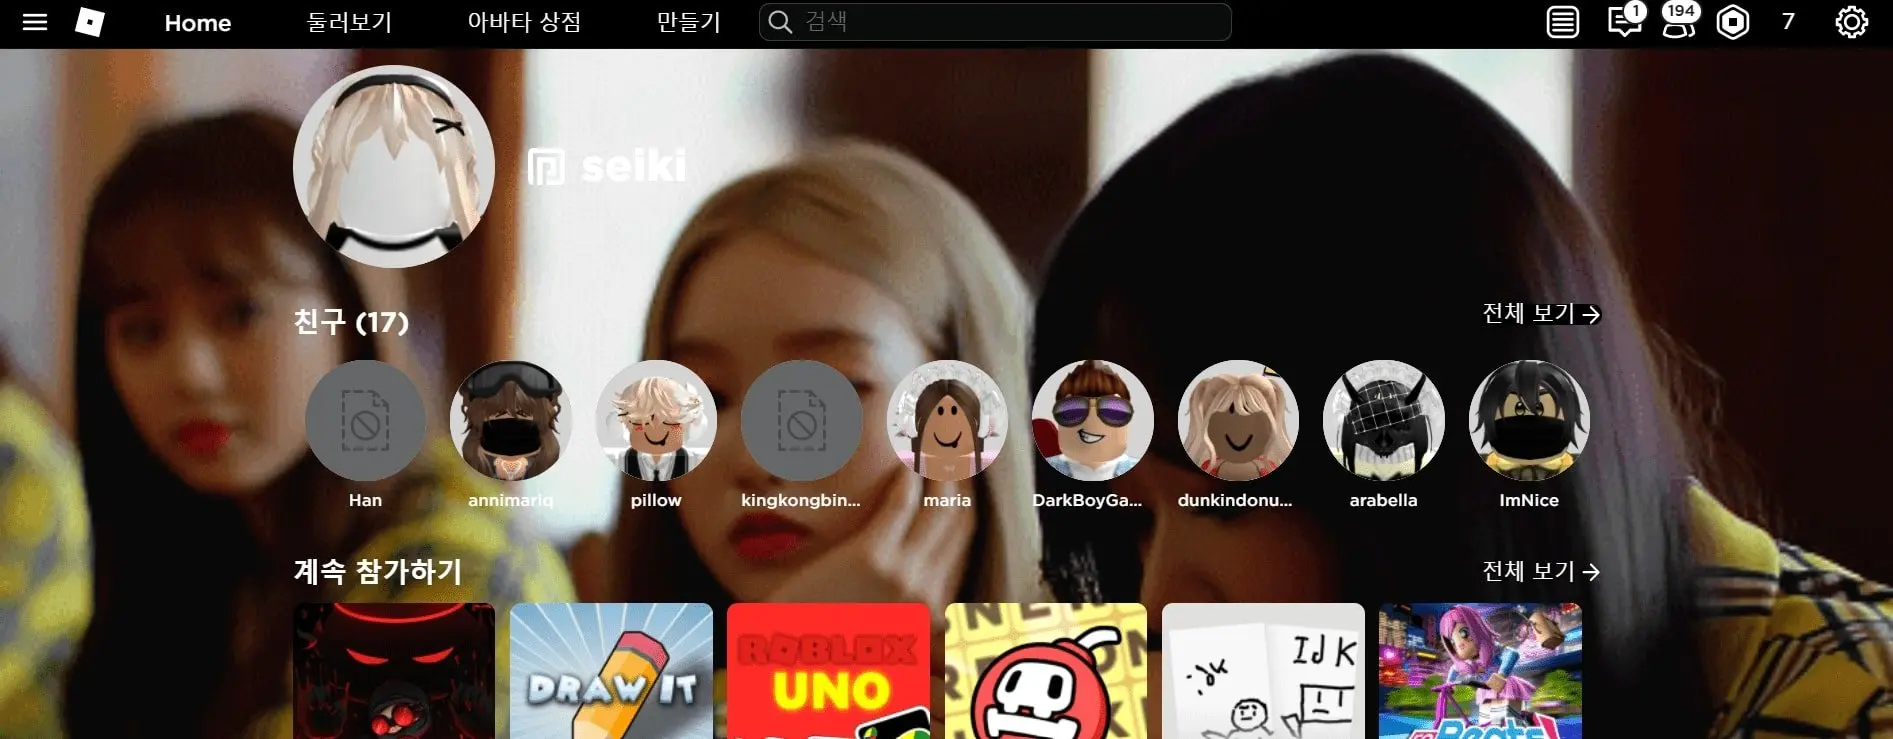 Home 둘러보기 아바타 상점 만들기 검색 1 194 7
seiki
친구 (17) 전체 보기
Han annimariq pillow kingkongbin... maria DarkBoyGa... dunkindonu... arabella ImNice
계속 참가하기 전체 보기
DRAW IT
ROBLOX
UNO
IJK
Beats!